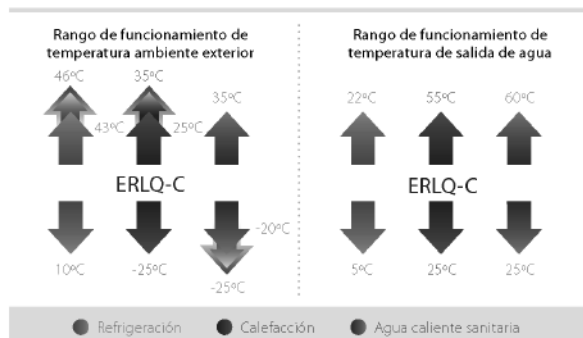 Rango de funcionamiento de
temperatura ambiente exterior
46ºC
35ºC
35ºC
43ºC
25ºC
ERLQ-C
-20ºC
10ºC
-25ºC
-25ºC
Rango de funcionamiento de
temperatura de salida de agua
22ºC
55ºC
60ºC
ERLQ-C
5ºC
25ºC
25ºC
Refrigeración
Calefacción
Agua caliente sanitaria